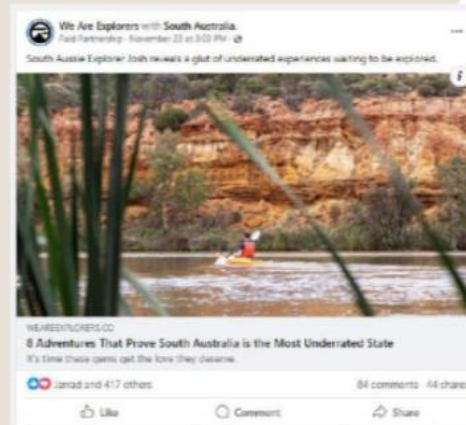 We Are Explorers with South Australia.
Paid Partnership · November 23 at 3:03 PM ·
South Aussie Explorer Josh reveals a glut of underrated experiences waiting to be explored.
WEAREEXPLORERS.CO
8 Adventures That Prove South Australia is the Most Underrated State
It's time these gems get the love they deserve.
Jarrad and 417 others 84 comments 44 shares
Like Comment Share